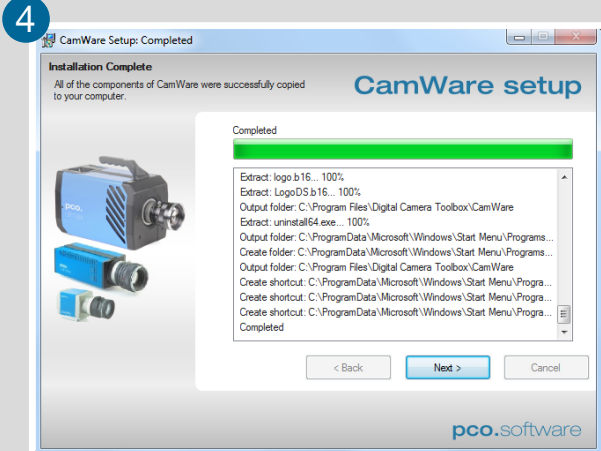 4
CamWare Setup: Completed
Installation Complete
All of the components of CamWare were successfully copied
to your computer.
CamWare setup
Completed
Extract: logo.b16... 100%
Extract: LogoDS.b16... 100%
Output folder: C:\Program Files\Digital Camera Toolbox\CamWare
Extract: uninstall64.exe... 100%
Output folder: C:\ProgramData\Microsoft\Windows\Start Menu\Programs...
Create folder: C:\ProgramData\Microsoft\Windows\Start Menu\Programs...
Output folder: C:\Program Files\Digital Camera Toolbox\CamWare
Create shortcut: C:\ProgramData\Microsoft\Windows\Start Menu\Progra...
Create shortcut: C:\ProgramData\Microsoft\Windows\Start Menu\Progra...
Create shortcut: C:\ProgramData\Microsoft\Windows\Start Menu\Progra...
Completed
pco.
< Back
Next >
Cancel
pco.software